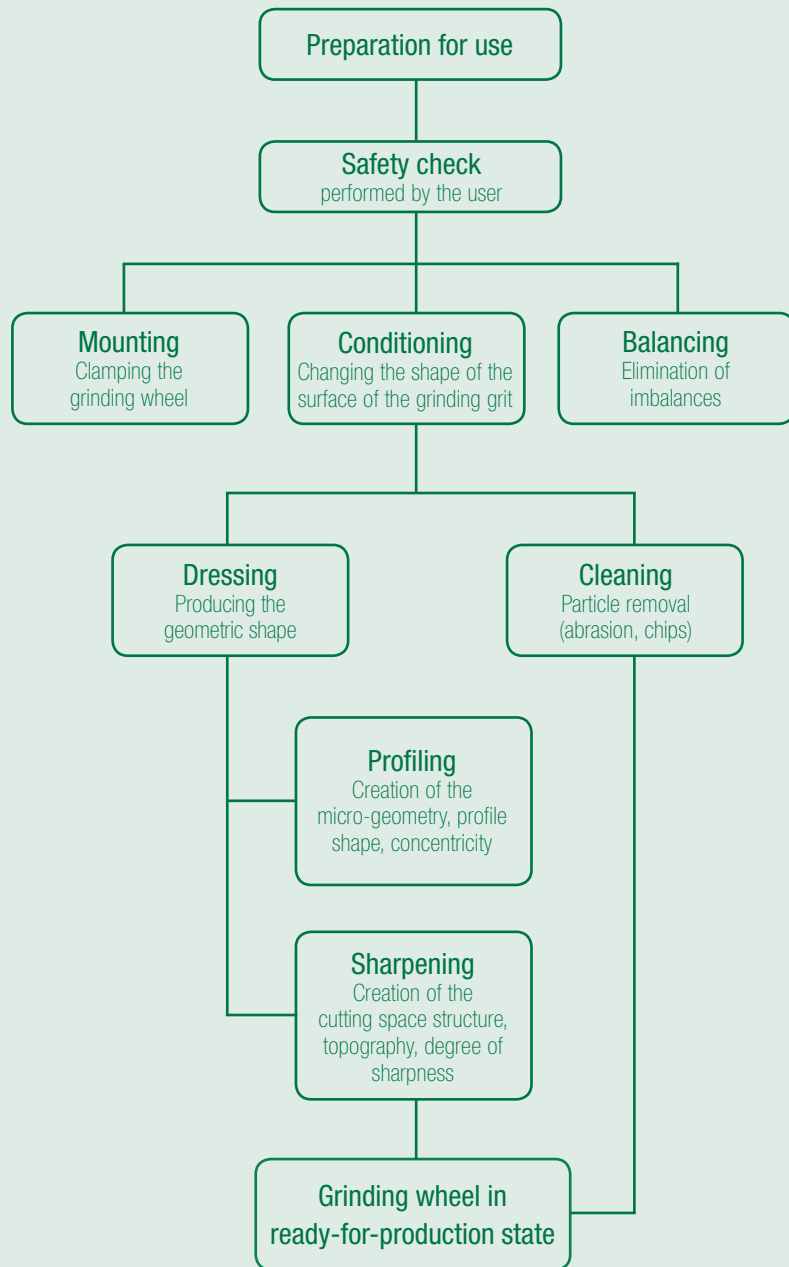 Preparation for use
Safety check
performed by the user
Mounting
Clamping the
grinding wheel
Conditioning
Changing the shape of the
surface of the grinding grit
Balancing
Elimination of
imbalances
Dressing
Producing the
geometric shape
Cleaning
Particle removal
(abrasion, chips)
Profiling
Creation of the
micro-geometry, profile
shape, concentricity
Sharpening
Creation of the
cutting space structure,
topography, degree of
sharpness
Grinding wheel in
ready-for-production state